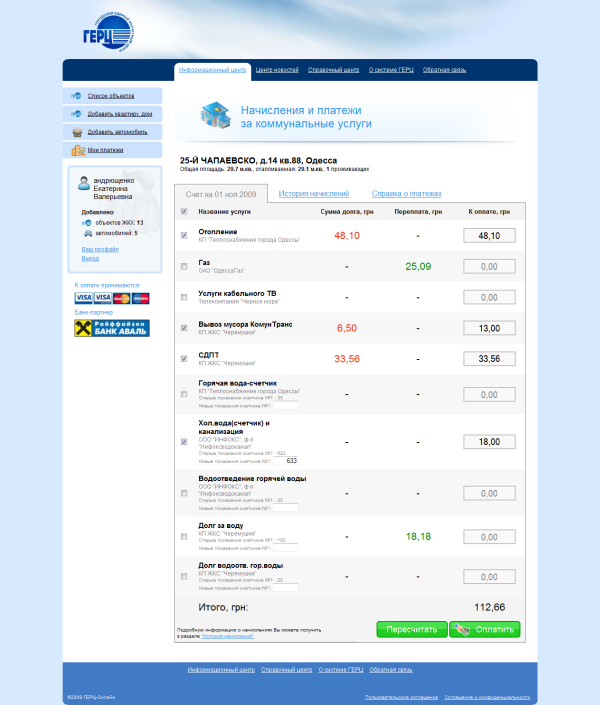 ГЕРЦ
Информационный центр Центр новостей Справочный центр О системе ГЕРЦ Обратная связь
Список объектов
Добавить квартиру, дом
Добавить автомобиль
Мои платежи
андрющенко
Екатерина
Валерьевна
Добавлено:
объектов ЖКХ: 13
автомобилей: 5
Ваш профайл
Выход
К оплате принимаются:
VISA VISA
Банк-партнер
Райффайзен
БАНК АВАЛЬ
Начисления и платежи
за коммунальные услуги
25-Й ЧАПАЕВСКО, д.14 кв.88, Одесса
Общая площадь: 29.7 м.кв., отапливаемая: 29.1 м.кв., 1 проживающих
Счет на 01 ноя 2009 История начислений Справка о платежах
Название услуги Сумма долга, грн Переплата, грн К оплате, грн
Отопление 48,10 - 48,10
КП "Теплоснабжение города Одессы"
Газ - 25,09 0,00
ОАО "ОдессаГаз"
Услуги кабельного ТВ - - 0,00
Телекомпания "Черное море"
Вывоз мусора КомунТранс 6,50 - 13,00
КП ЖКС "Черемушки"
СДПТ 33,56 - 33,56
КП ЖКС "Черемушки"
Горячая вода-счетчик - - 0,00
КП "Теплоснабжение города Одессы"
Старые показания счетчика №1:
Новые показания счетчика №1:
Хол.вода(счетчик) и
канализация - - 18,00
ООО "ИНФОКС", ф-л
"Инфоксводоканал"
Старые показания счетчика №1:
Новые показания счетчика №1: 633
Водоотведение горячей воды - - 0,00
ООО "ИНФОКС", ф-л
"Инфоксводоканал"
Старые показания счетчика №1:
Новые показания счетчика №1:
Долг за воду - 18,18 0,00
КП ЖКС "Черемушки"
Старые показания счетчика №1: 102
Новые показания счетчика №1:
Долг водоотв. гор.воды - - 0,00
КП ЖКС "Черемушки"
Старые показания счетчика №1:
Новые показания счетчика №1:
Итого, грн: 112,66
Подробную информацию о начислениях Вы можете получить
в разделе "История начислений".
Пересчитать Оплатить
Информационный центр Справочный центр О системе ГЕРЦ Обратная связь
©2009 ГЕРЦ-Онлайн Пользовательское соглашение Соглашение о конфиденциальности